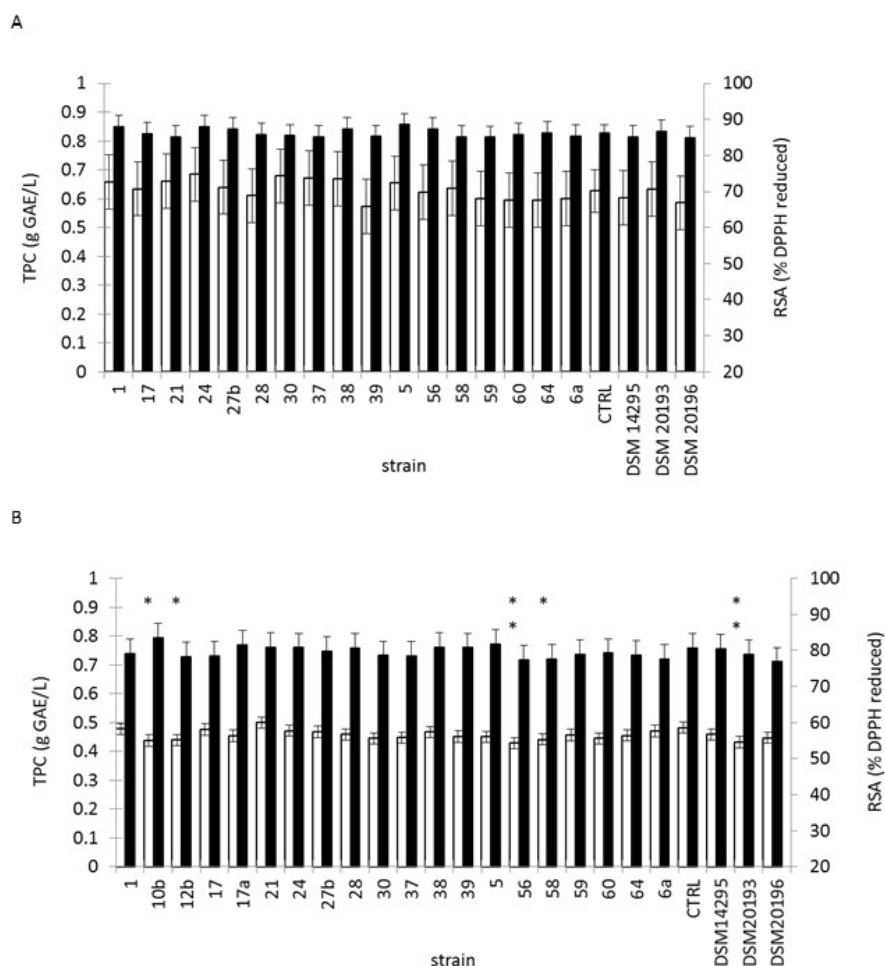 A
1
0.9
0.8
0.7
0.6
0.5
0.4
0.3
0.2
0.1
0
TPC (g GAE/L)
100
90
80
70
60
50
40
30
20
RSA (% DPPH reduced)
1
17
21
24
27b
28
30
37
38
39
5
56
58
59
60
64
6a
CTRL
DSM 14295
DSM 20193
DSM 20196
strain
B
1
0.9
0.8
0.7
0.6
0.5
0.4
0.3
0.2
0.1
0
TPC (g GAE/L)
* * * * *
* *
100
90
80
70
60
50
40
30
20
RSA (% DPPH reduced)
1
10b
12b
17
17a
21
24
27b
28
30
37
38
39
5
56
58
59
60
64
6a
CTRL
DSM14295
DSM20193
DSM20196
strain